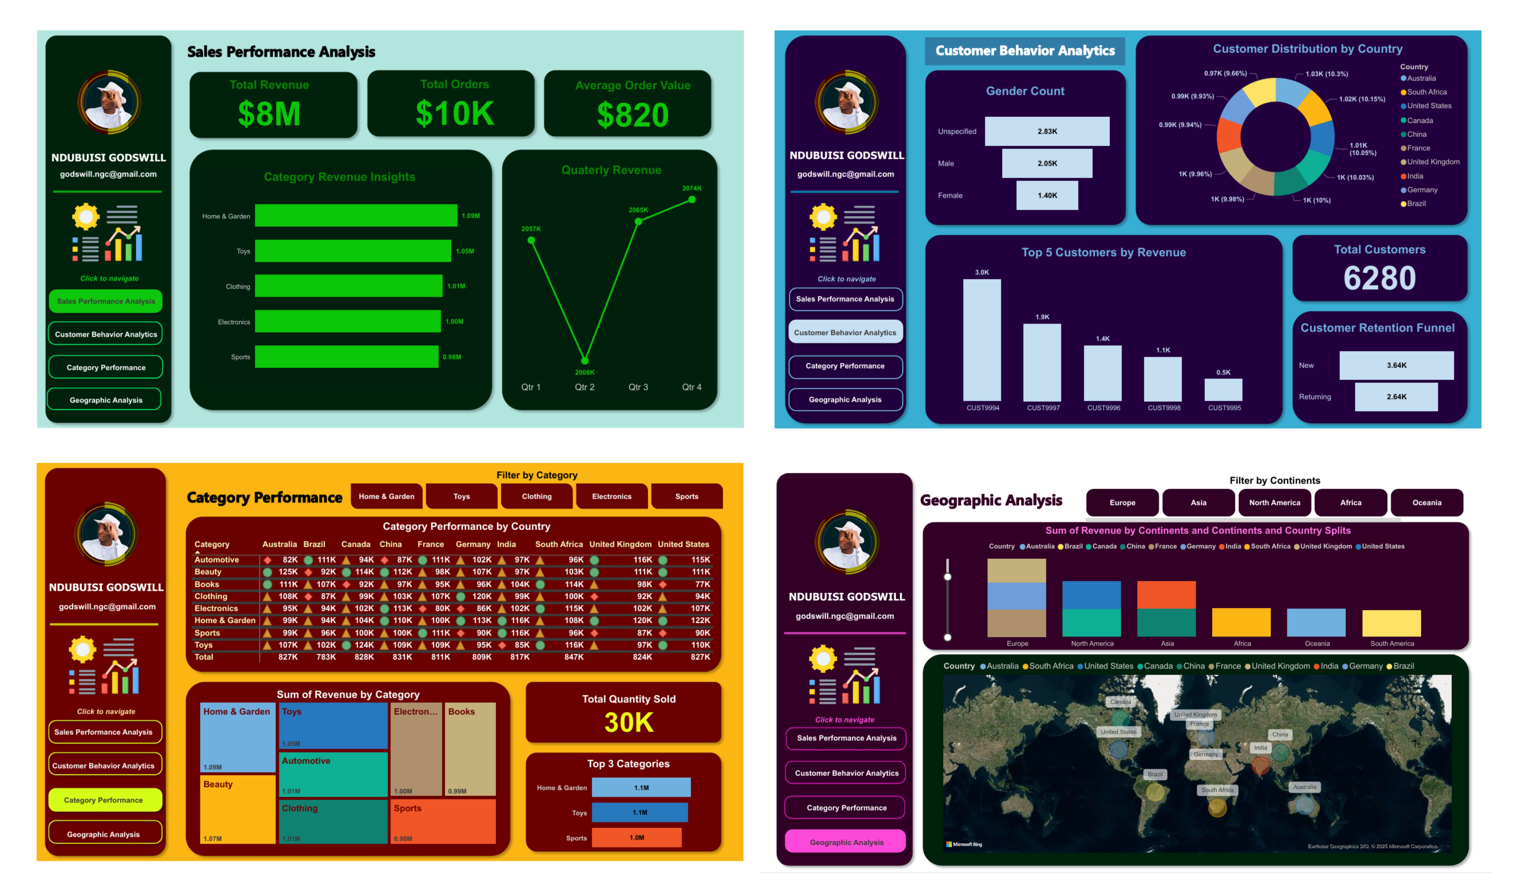 Sales Performance Analysis
NDUBUISI GODSWILL
godswill.ngc@gmail.com
Click to navigate
Sales Performance Analysis
Customer Behavior Analytics
Category Performance
Geographic Analysis
Total Revenue
$8M
Total Orders
$10K
Average Order Value
$820
Category Revenue Insights
Home & Garden 1.09M
Toys 1.05M
Clothing 1.01M
Electronics 1.00M
Sports 0.98M
Quaterly Revenue
2074K
2065K
2057K
2008K
Qtr 1 Qtr 2 Qtr 3 Qtr 4
NDUBUISI GODSWILL
godswill.ngc@gmail.com
Click to navigate
Sales Performance Analysis
Customer Behavior Analytics
Category Performance
Geographic Analysis
Customer Behavior Analytics
Gender Count
Unspecified 2.83K
Male 2.05K
Female 1.40K
Customer Distribution by Country
0.97K (9.66%) 1.03K (10.3%)
0.99K (9.93%) 1.02K (10.15%)
0.99K (9.94%) 1.01K
(10.05%)
1K (9.96%) 1K (10.03%)
1K (9.98%) 1K (10%)
Country
Australia
South Africa
United States
Canada
China
France
United Kingdom
India
Germany
Brazil
Top 5 Customers by Revenue
3.0K
1.9K
1.4K
1.1K
0.5K
CUST9994 CUST9997 CUST9996 CUST9998 CUST9995
Total Customers
6280
Customer Retention Funnel
New 3.64K
Returning 2.64K
NDUBUISI GODSWILL
godswill.ngc@gmail.com
Click to navigate
Sales Performance Analysis
Customer Behavior Analytics
Category Performance
Geographic Analysis
Filter by Category
Category Performance
Home & Garden Toys Clothing Electronics Sports
Category Performance by Country
Category Australia Brazil Canada China France Germany India South Africa United Kingdom United States
Automotive 82K 111K 94K 87K 111K 102K 97K 96K 116K 115K
Beauty 125K 92K 114K 112K 98K 107K 97K 103K 111K 111K
Books 111K 107K 92K 97K 95K 96K 104K 114K 98K 77K
Clothing 108K 87K 99K 103K 107K 120K 99K 100K 92K 94K
Electronics 95K 94K 102K 113K 80K 86K 102K 115K 102K 107K
Home & Garden 99K 94K 104K 110K 100K 113K 116K 108K 120K 122K
Sports 99K 96K 100K 100K 111K 90K 116K 96K 87K 90K
Toys 107K 102K 124K 109K 109K 95K 85K 116K 97K 110K
Total 827K 783K 828K 831K 811K 809K 817K 847K 824K 827K
Sum of Revenue by Category
Home & Garden
1.09M
Toys
1.05M
Electron...
1.00M
Books
0.99M
Beauty
1.07M
Automotive
1.01M
Clothing
1.01M
Sports
0.98M
Total Quantity Sold
30K
Top 3 Categories
Home & Garden 1.1M
Toys 1.1M
Sports 1.0M
NDUBUISI GODSWILL
godswill.ngc@gmail.com
Click to navigate
Sales Performance Analysis
Customer Behavior Analytics
Category Performance
Geographic Analysis
Filter by Continents
Geographic Analysis
Europe Asia North America Africa Oceania
Sum of Revenue by Continents and Continents and Country Splits
Country Australia Brazil Canada China France Germany India South Africa United Kingdom United States
Europe North America Asia Africa Oceania South America
Country Australia South Africa United States Canada China France United Kingdom India Germany Brazil
Canada
United Kingdom
France
United States
China
India
Germany
Brazil
South Africa
Australia
Microsoft Bing
Earthstar Geographics SIO, © 2025 Microsoft Corporation